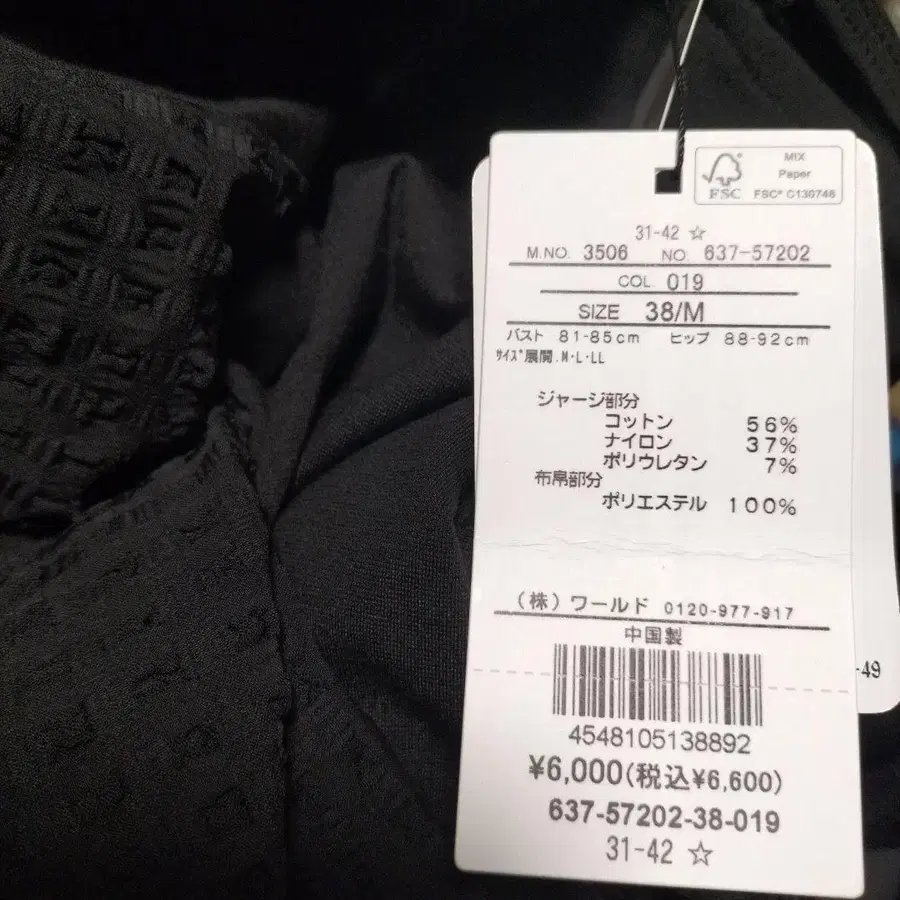 FSC
MIX
Paper
FSC® C130746
31-42 ☆
M.NO. 3506 NO. 637-57202
COL 019
SIZE 38/M
バスト 81-85cm ヒップ 88-92cm
サイズ展開.M・L・LL
ジャージ部分
コットン 56%
ナイロン 37%
ポリウレタン 7%
布帛部分
ポリエステル 100%
(株)ワールド 0120-977-917
中国製
4548105138892
¥6,000(税込¥6,600)
637-57202-38-019
31-42 ☆
-49